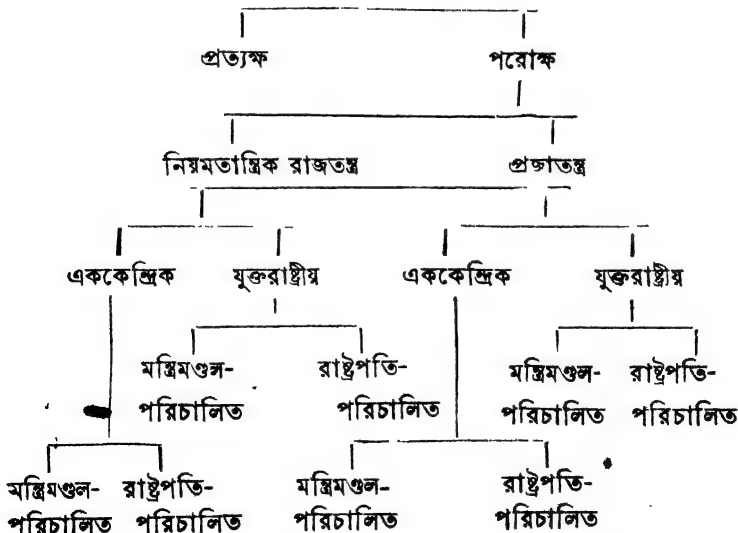 প্রত্যক্ষ পরোক্ষ
নিয়মতান্ত্রিক রাজতন্ত্র প্রজাতন্ত্র
এককেন্দ্রিক যুক্তরাষ্ট্রীয় এককেন্দ্রিক যুক্তরাষ্ট্রীয়
মন্ত্রিমণ্ডল- রাষ্ট্রপতি- মন্ত্রিমণ্ডল- রাষ্ট্রপতি-
পরিচালিত পরিচালিত পরিচালিত পরিচালিত
মন্ত্রিমণ্ডল- রাষ্ট্রপতি- মন্ত্রিমণ্ডল- রাষ্ট্রপতি-
পরিচালিত পরিচালিত পরিচালিত পরিচালিত